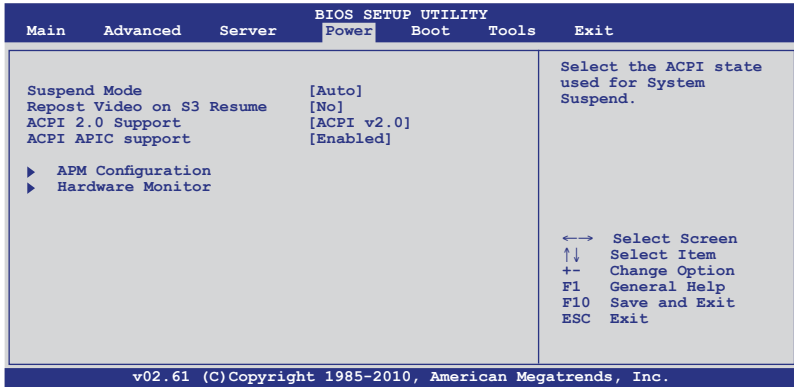 BIOS SETUP UTILITY
Main Advanced Server Power Boot Tools Exit
Suspend Mode [Auto]
Repost Video on S3 Resume [No]
ACPI 2.0 Support [ACPI v2.0]
ACPI APIC support [Enabled]
▶ APM Configuration
▶ Hardware Monitor
Select the ACPI state
used for System
Suspend.
←→ Select Screen
↑↓ Select Item
+- Change Option
F1 General Help
F10 Save and Exit
ESC Exit
v02.61 (C)Copyright 1985-2010, American Megatrends, Inc.